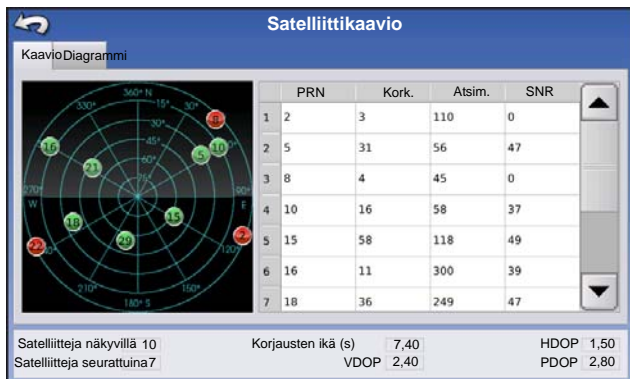 Satelliittikaavio
Kaavio Diagrammi
360° N
330° 15° 30°
30°
8
45°
16 5 10
60°
21
75°
270° 90°
W E
15
18
29 2
22
210° 150°
180° S
PRN Kork. Atsim. SNR
1 2 3 110 0
2 5 31 56 47
3 8 4 45 0
4 10 16 58 37
5 15 58 118 49
6 16 11 300 39
7 18 36 249 47
Satelliitteja näkyvillä 10 Korjausten ikä (s) 7,40 HDOP 1,50
Satelliitteja seurattuina 7 VDOP 2,40 PDOP 2,80